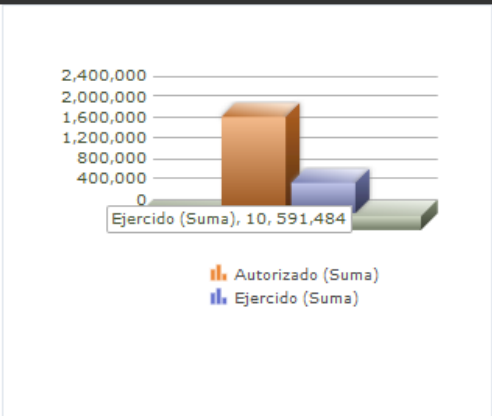 2,400,000
2,000,000
1,600,000
1,200,000
800,000
400,000
0
Ejercido (Suma), 10, 591,484
Autorizado (Suma)
Ejercido (Suma)